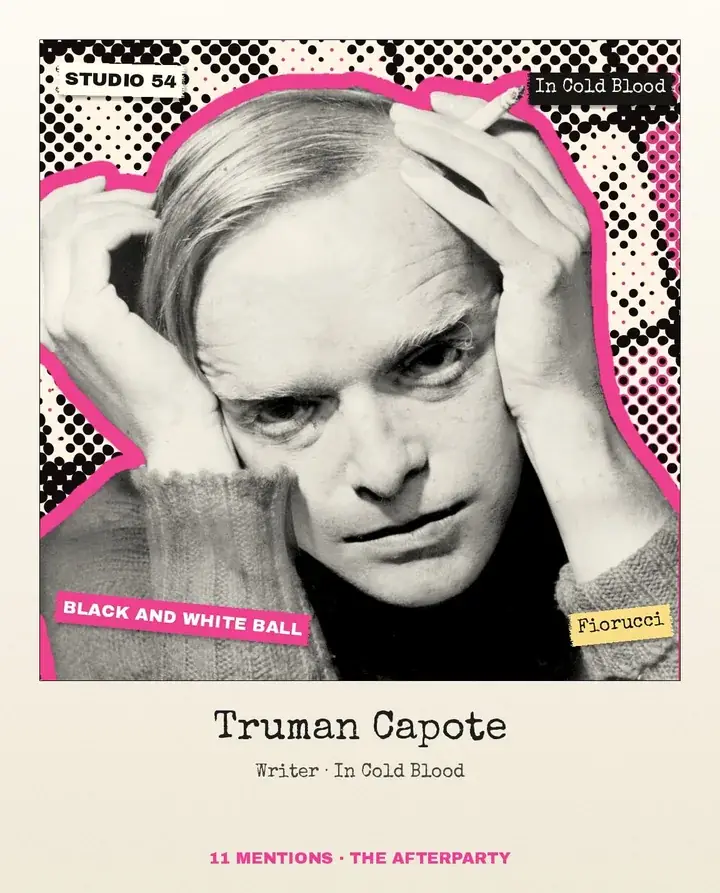 STUDIO 54
In Cold Blood
BLACK AND WHITE BALL
Fiorucci
Truman Capote
Writer · In Cold Blood
11 MENTIONS · THE AFTERPARTY